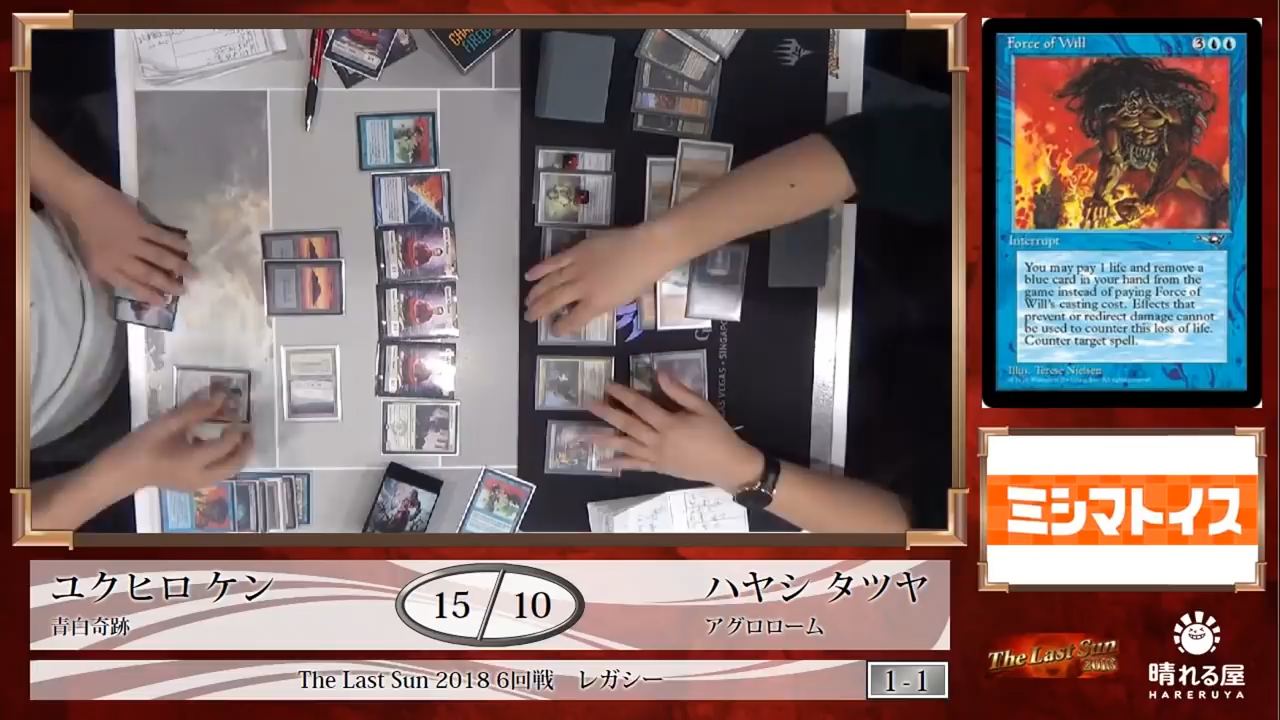 Force of Will 3
Interrupt
You may pay 1 life and remove a
blue card in your hand from the
game instead of paying Force of
Will's casting cost. Effects that
prevent or redirect damage cannot
be used to counter this loss of life.
Counter target spell.
Illus. Terese Nielsen
ミシマトイス
ユクヒロ ケン
青白奇跡
15 / 10
ハヤシ タツヤ
アグロローム
The Last Sun 2018 6回戦 レガシー
1 - 1
The Last Sun
2018
晴れる屋
HARERUYA